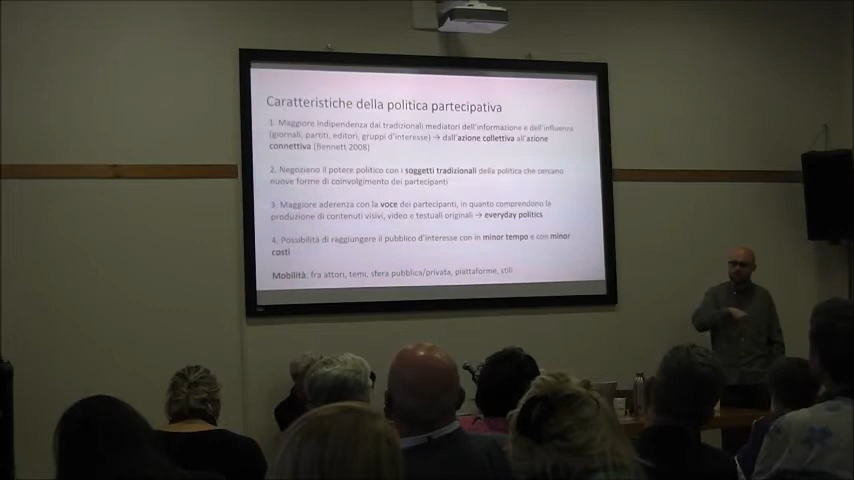 Caratteristiche della politica partecipativa
1. Maggiore indipendenza dai tradizionali mediatori dell'informazione e dell'influenza
(giornali, partiti, editori, gruppi d'interesse) → dall'azione collettiva all'azione
connettiva (Bennett 2008)
2. Negoziano il potere politico con i soggetti tradizionali della politica che cercano
nuove forme di coinvolgimento dei partecipanti
3. Maggiore aderenza con la voce dei partecipanti, in quanto comprendono la
produzione di contenuti visivi, video e testuali originali → everyday politics
4. Possibilità di raggiungere il pubblico d'interesse con in minor tempo e con minor
costi
Mobilità: fra attori, temi, sfera pubblica/privata, piattaforme, stili